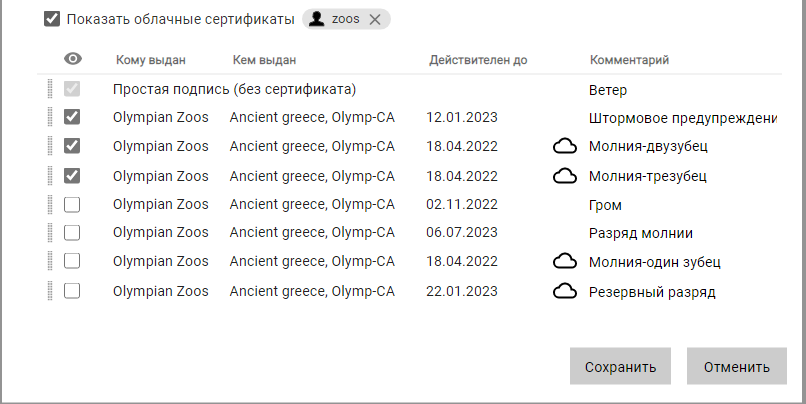 Показать облачные сертификаты zoos
Кому выдан Кем выдан Действителен до Комментарий
Простая подпись (без сертификата) Ветер
Olympian Zoos Ancient greece, Olymp-CA 12.01.2023 Штормовое предупреждени
Olympian Zoos Ancient greece, Olymp-CA 18.04.2022 Молния-двузубец
Olympian Zoos Ancient greece, Olymp-CA 18.04.2022 Молния-трезубец
Olympian Zoos Ancient greece, Olymp-CA 02.11.2022 Гром
Olympian Zoos Ancient greece, Olymp-CA 06.07.2023 Разряд молнии
Olympian Zoos Ancient greece, Olymp-CA 18.04.2022 Молния-один зубец
Olympian Zoos Ancient greece, Olymp-CA 22.01.2023 Резервный разряд
Сохранить Отменить